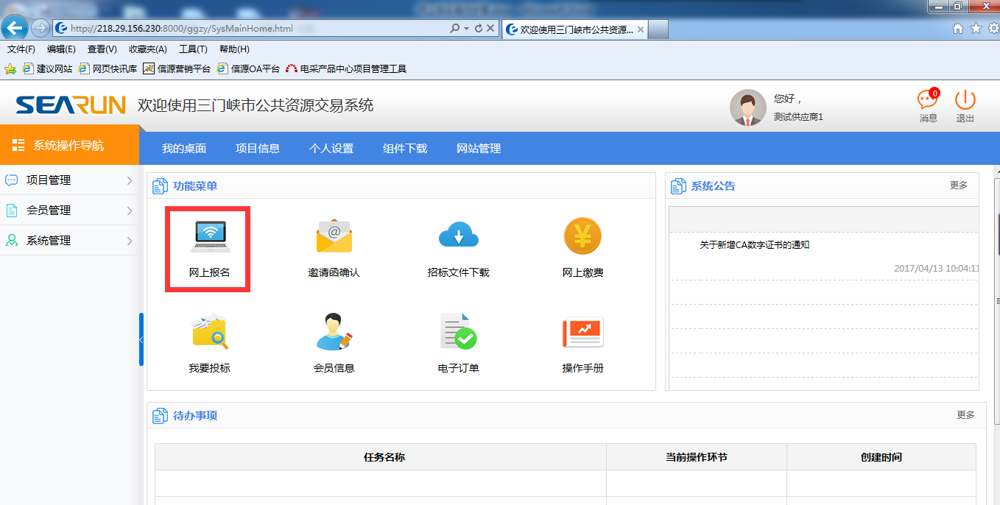 http://218.29.156.230:8000/ggzy/SysMainHome.html
欢迎使用三门峡市公共资源...
文件(F) 编辑(E) 查看(V) 收藏夹(A) 工具(T) 帮助(H)
建议网站 网页快讯库 信源营销平台 信源OA平台 电采产品中心项目管理工具
SEARUN 欢迎使用三门峡市公共资源交易系统
您好，
测试供应商1
0
消息 退出
系统操作导航
我的桌面 项目信息 个人设置 组件下载 网站管理
项目管理
会员管理
系统管理
功能菜单
网上报名 邀请函确认 招标文件下载 网上缴费
我要投标 会员信息 电子订单 操作手册
系统公告 更多
关于新增CA数字证书的通知
2017/04/13 10:04:11
待办事项 更多
任务名称 当前操作环节 创建时间